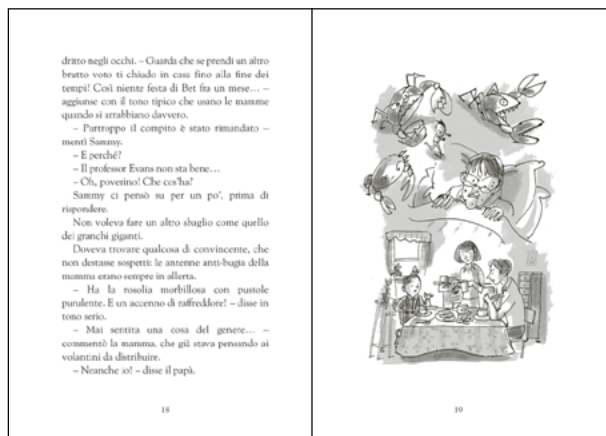 dritto negli occhi. – Guarda che se prendi un altro
brutto voto ti chiudo in casa fino alla fine dei
tempi! Così niente festa di Bet fra un mese… –
aggiunse con il tono tipico che usano le mamme
quando si arrabbiano davvero.
– Purtroppo il compito è stato rimandato –
mentì Sammy.
– E perché?
– Il professor Evans non sta bene…
– Oh, poverino! Che cos'ha?
Sammy ci pensò su per un po', prima di
rispondere.
Non voleva fare un altro sbaglio come quello
dei granchi giganti.
Doveva trovare qualcosa di convincente, che
non destasse sospetti: le antenne anti-bugia della
mamma erano sempre in allerta.
– Ha la rosolia morbillosa con pustole
purulente. E un accenno di raffreddore! – disse in
tono serio.
– Mai sentita una cosa del genere… –
commentò la mamma, che già stava pensando ai
volantini da distribuire.
– Neanche io! – disse il papà.
18
19